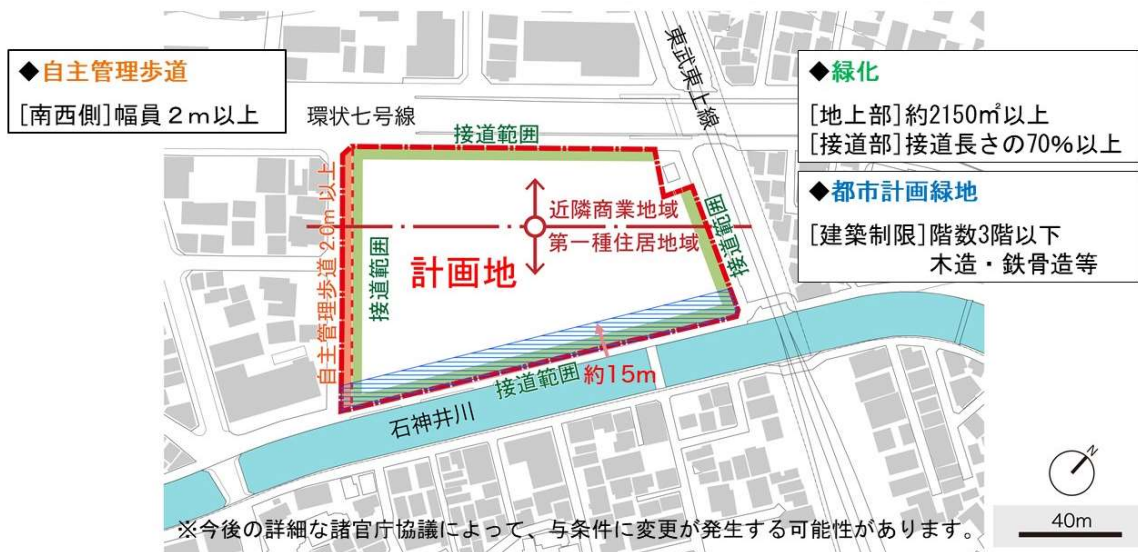 ◆自主管理歩道
[南西側]幅員2m以上
環状七号線
東武東上線
◆緑化
[地上部]約2150㎡以上
[接道部]接道長さの70%以上
◆都市計画緑地
[建築制限]階数3階以下
木造・鉄骨造等
接道範囲
近隣商業地域
第一種住居地域
接道範囲
自主管理歩道 2.0m 以上
接道範囲
計画地
接道範囲
約15m
石神井川
N
※今後の詳細な諸官庁協議によって、与条件に変更が発生する可能性があります。
40m